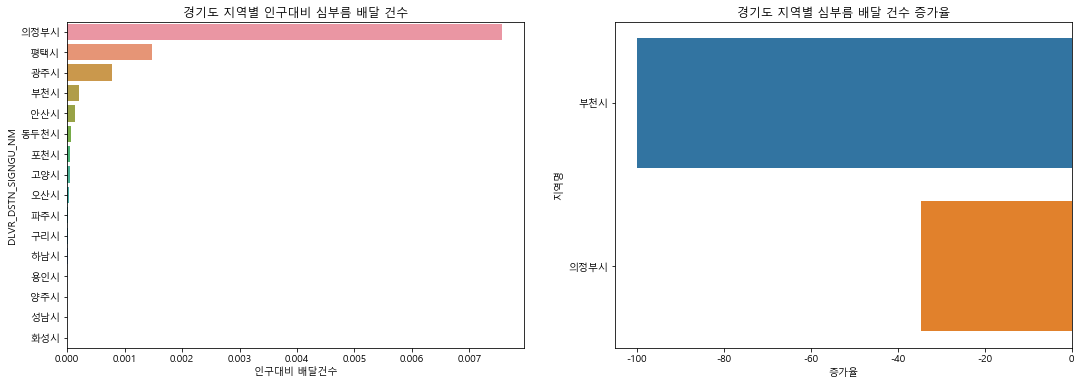 경기도 지역별 인구대비 심부름 배달 건수
DLVR_DSTN_SIGNGU_NM
의정부시
평택시
광주시
부천시
안산시
동두천시
포천시
고양시
오산시
파주시
구리시
하남시
용인시
양주시
성남시
화성시
0.000 0.001 0.002 0.003 0.004 0.005 0.006 0.007
인구대비 배달건수
경기도 지역별 심부름 배달 건수 증가율
지역명
부천시
의정부시
-100 -80 -60 -40 -20 0
증가율